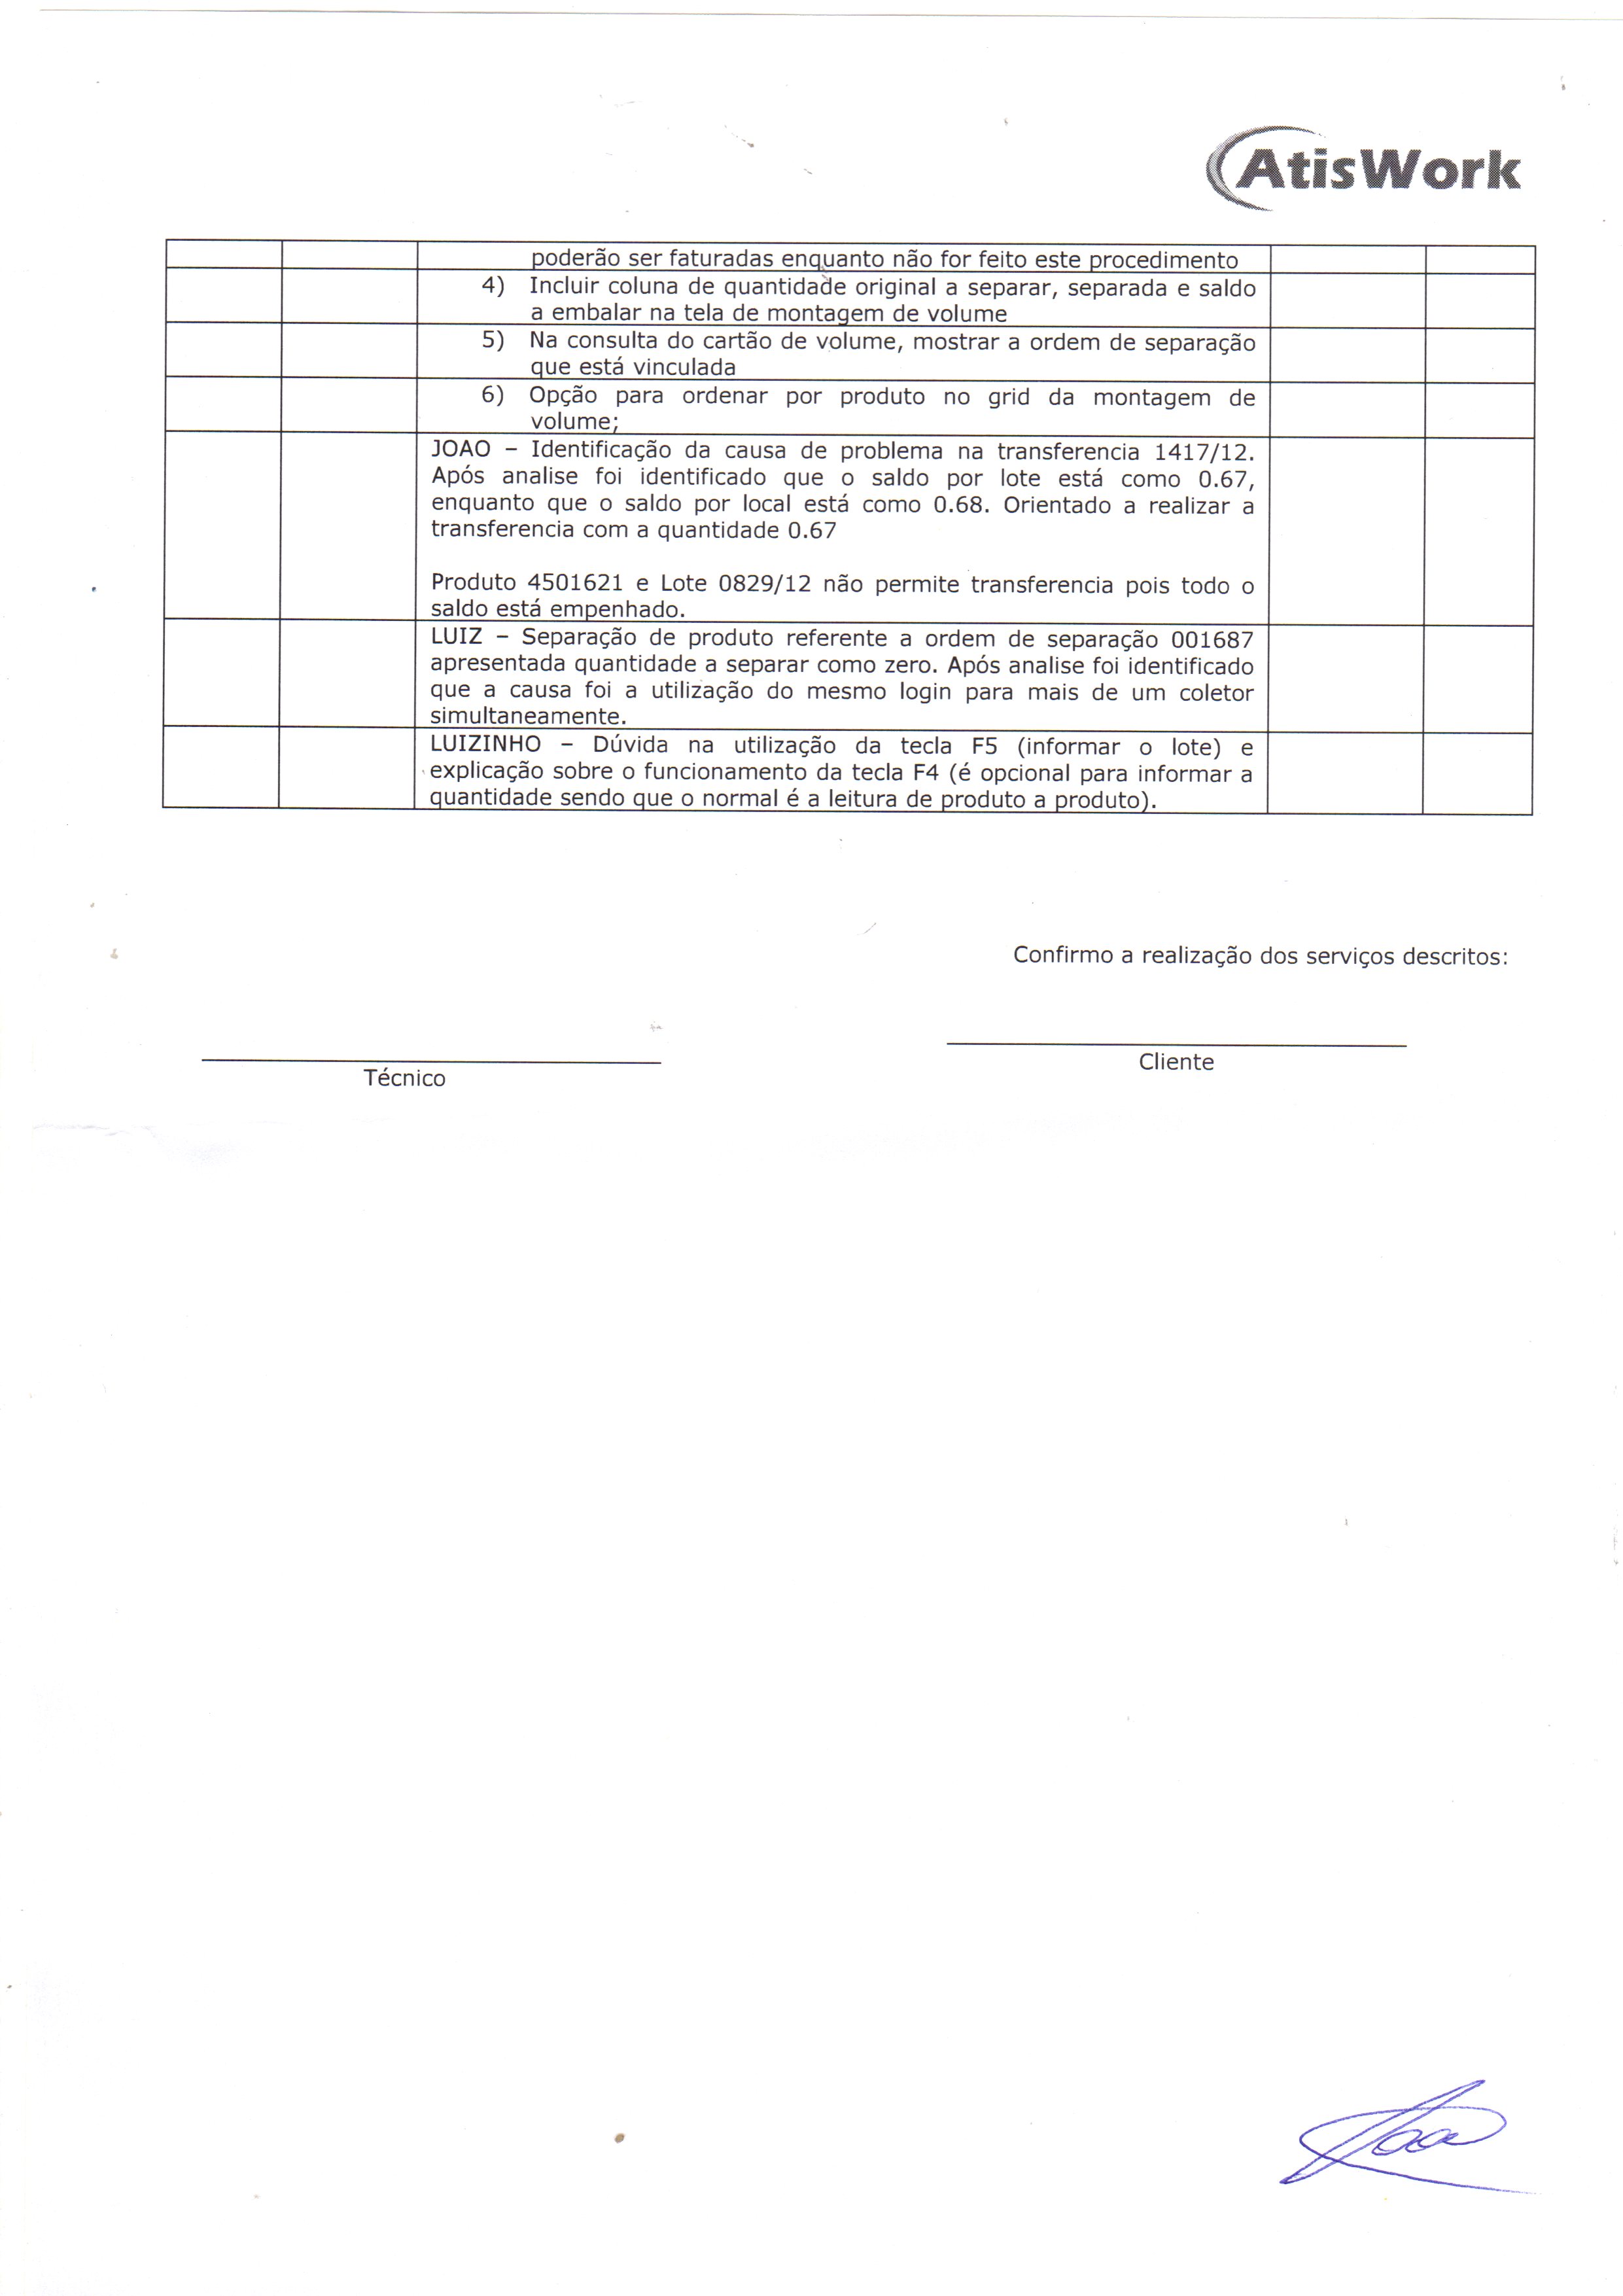 AtisWork
poderão ser faturadas enquanto não for feito este procedimento
4) Incluir coluna de quantidade original a separar, separada e saldo
a embalar na tela de montagem de volume
5) Na consulta do cartão de volume, mostrar a ordem de separação
que está vinculada
6) Opção para ordenar por produto no grid da montagem de
volume;
JOAO – Identificação da causa de problema na transferencia 1417/12.
Após analise foi identificado que o saldo por lote está como 0.67,
enquanto que o saldo por local está como 0.68. Orientado a realizar a
transferencia com a quantidade 0.67
Produto 4501621 e Lote 0829/12 não permite transferencia pois todo o
saldo está empenhado.
LUIZ – Separação de produto referente a ordem de separação 001687
apresentada quantidade a separar como zero. Após analise foi identificado
que a causa foi a utilização do mesmo login para mais de um coletor
simultaneamente.
LUIZINHO – Dúvida na utilização da tecla F5 (informar o lote) e
explicação sobre o funcionamento da tecla F4 (é opcional para informar a
quantidade sendo que o normal é a leitura de produto a produto).
Confirmo a realização dos serviços descritos:
Cliente
Técnico